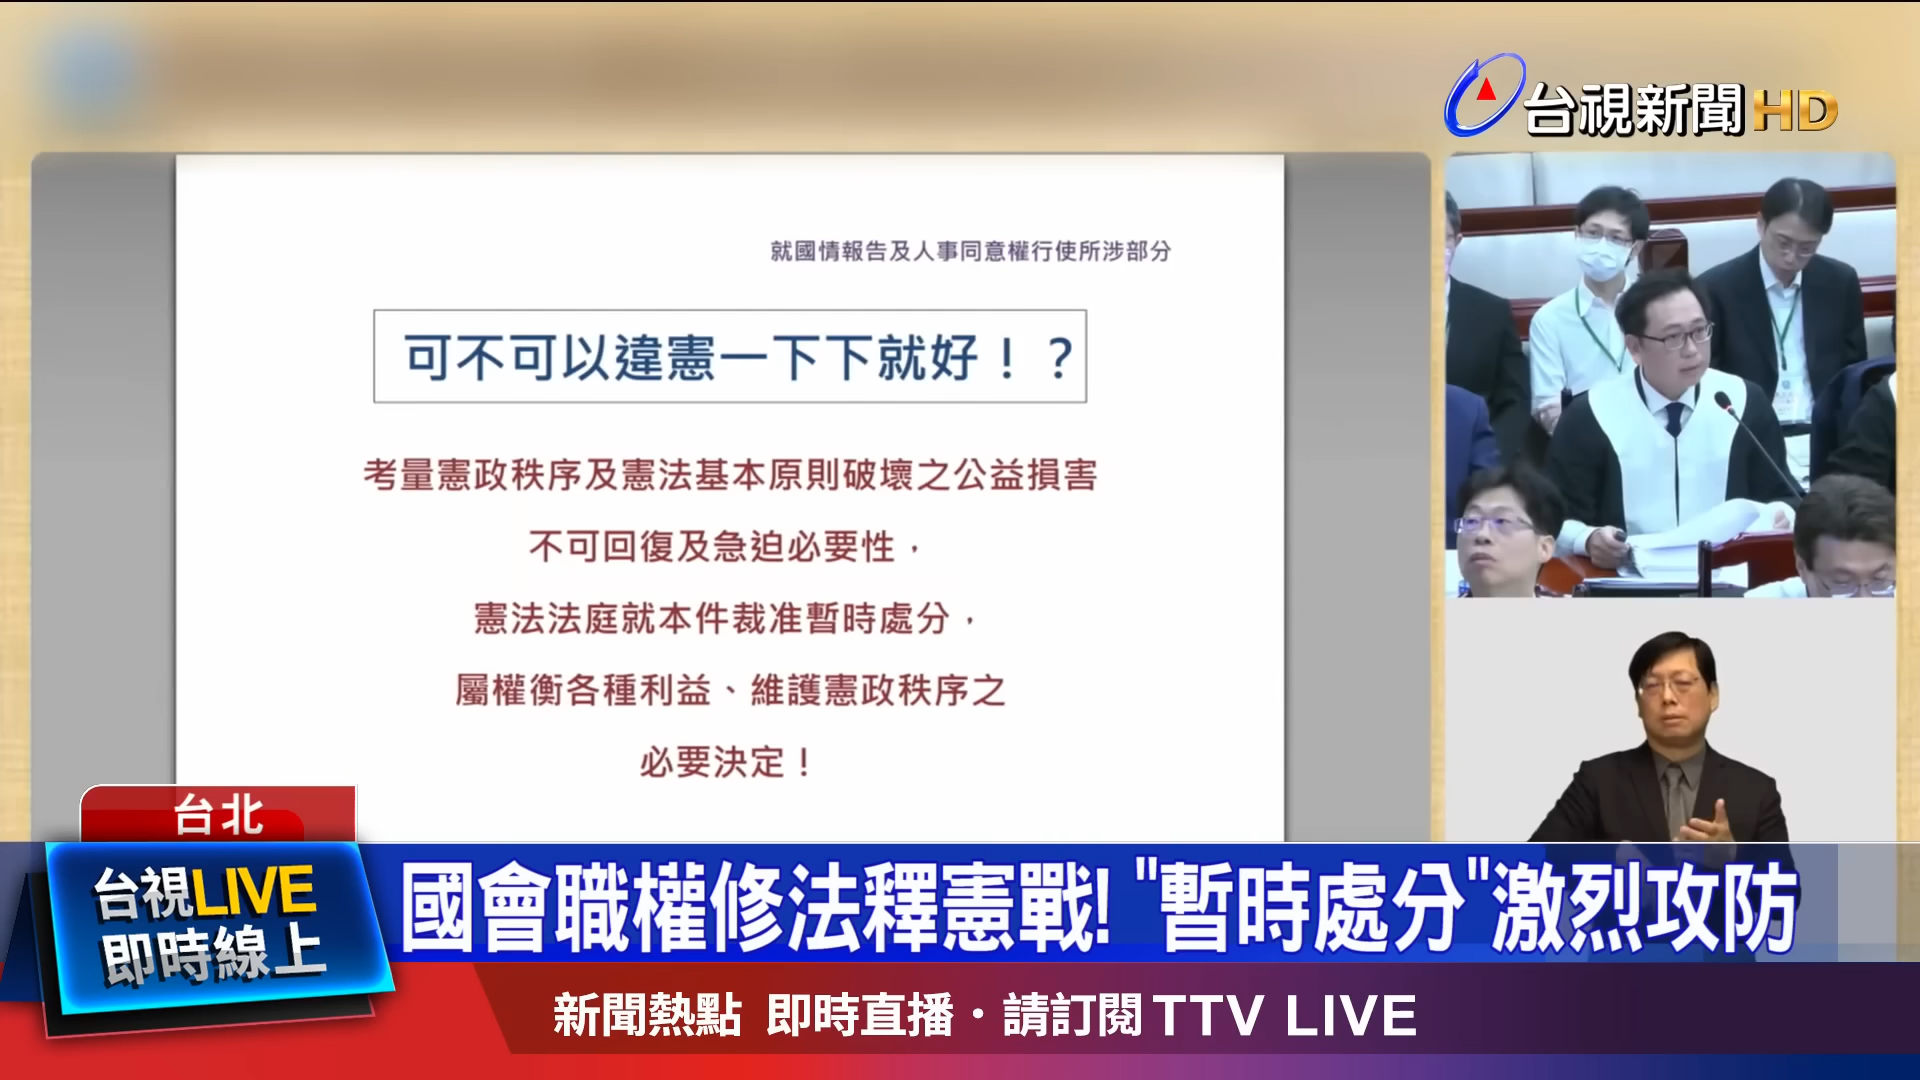 台視新聞 HD
就國情報告及人事同意權行使所涉部分
可不可以違憲一下下就好！？
考量憲政秩序及憲法基本原則破壞之公益損害
不可回復及急迫必要性，
憲法法庭就本件裁准暫時處分，
屬權衡各種利益、維護憲政秩序之
必要決定！
台北
台視LIVE
即時線上
國會職權修法釋憲戰! "暫時處分"激烈攻防
新聞熱點 即時直播·請訂閱TTV LIVE